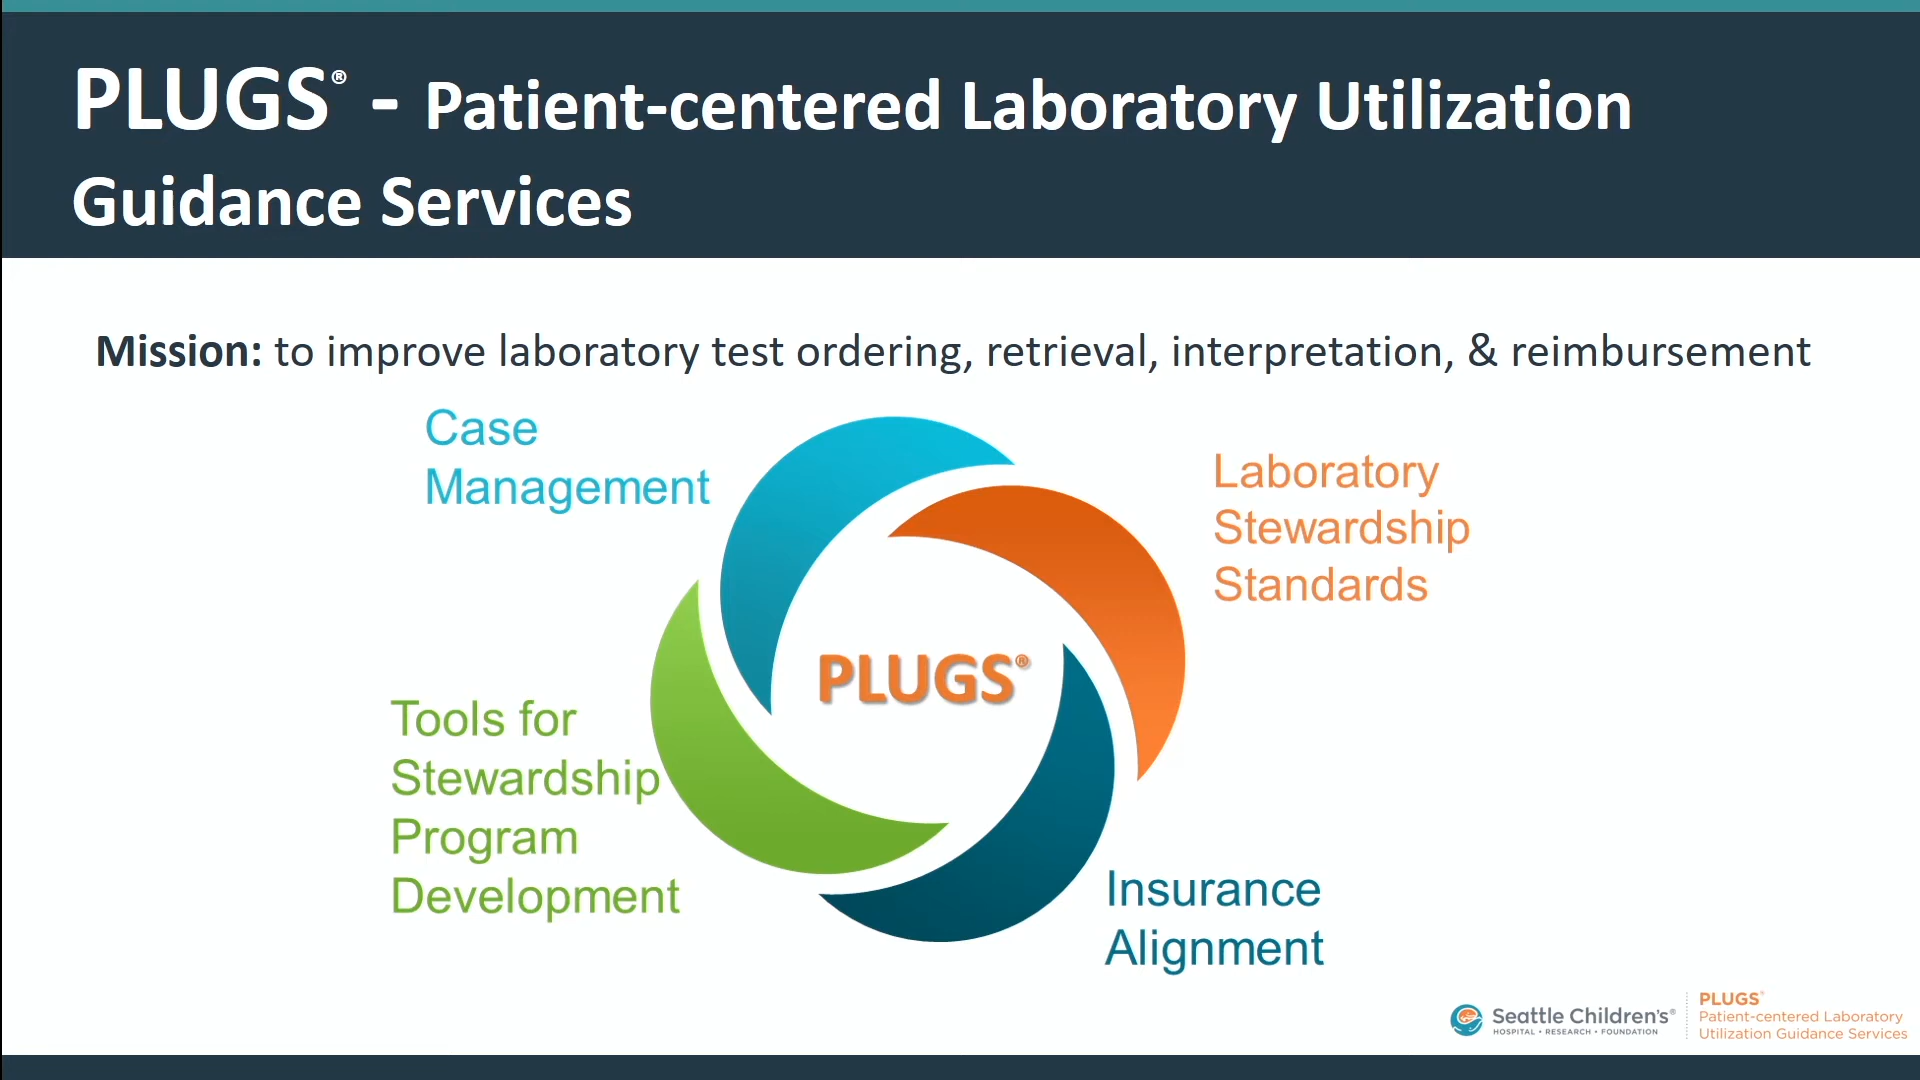 PLUGS® - Patient-centered Laboratory Utilization
Guidance Services
Mission: to improve laboratory test ordering, retrieval, interpretation, & reimbursement
Case
Management
Laboratory
Stewardship
Standards
PLUGS®
Tools for
Stewardship
Program
Development
Insurance
Alignment
Seattle Children's®
HOSPITAL • RESEARCH • FOUNDATION
PLUGS®
Patient-centered Laboratory
Utilization Guidance Services